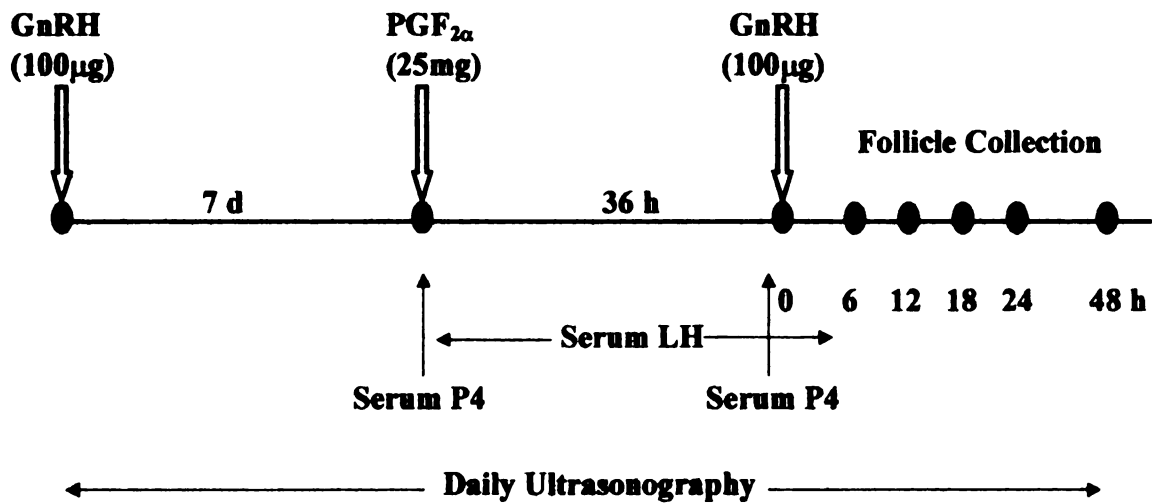 GnRH
(100µg)
PGF2α
(25mg)
GnRH
(100µg)
Follicle Collection
7 d
36 h
0 6 12 18 24 48 h
Serum LH
Serum P4
Serum P4
Daily Ultrasonography